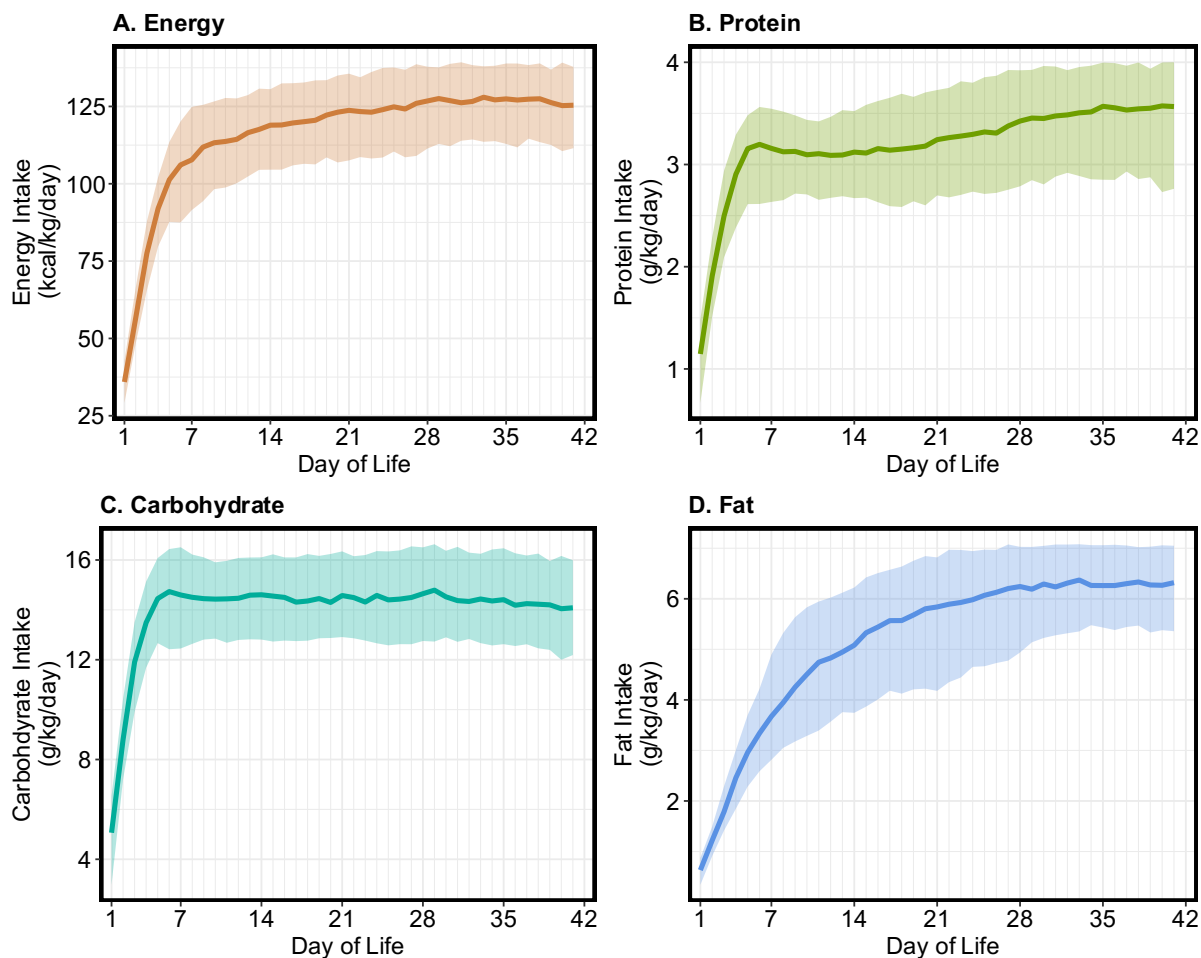 A. Energy
Energy Intake
(kcal/kg/day)
125
100
75
50
25
1 7 14 21 28 35 42
Day of Life
B. Protein
Protein Intake
(g/kg/day)
4
3
2
1
1 7 14 21 28 35 42
Day of Life
C. Carbohydrate
Carbohdyrate Intake
(g/kg/day)
16
12
8
4
1 7 14 21 28 35 42
Day of Life
D. Fat
Fat Intake
(g/kg/day)
6
4
2
1 7 14 21 28 35 42
Day of Life